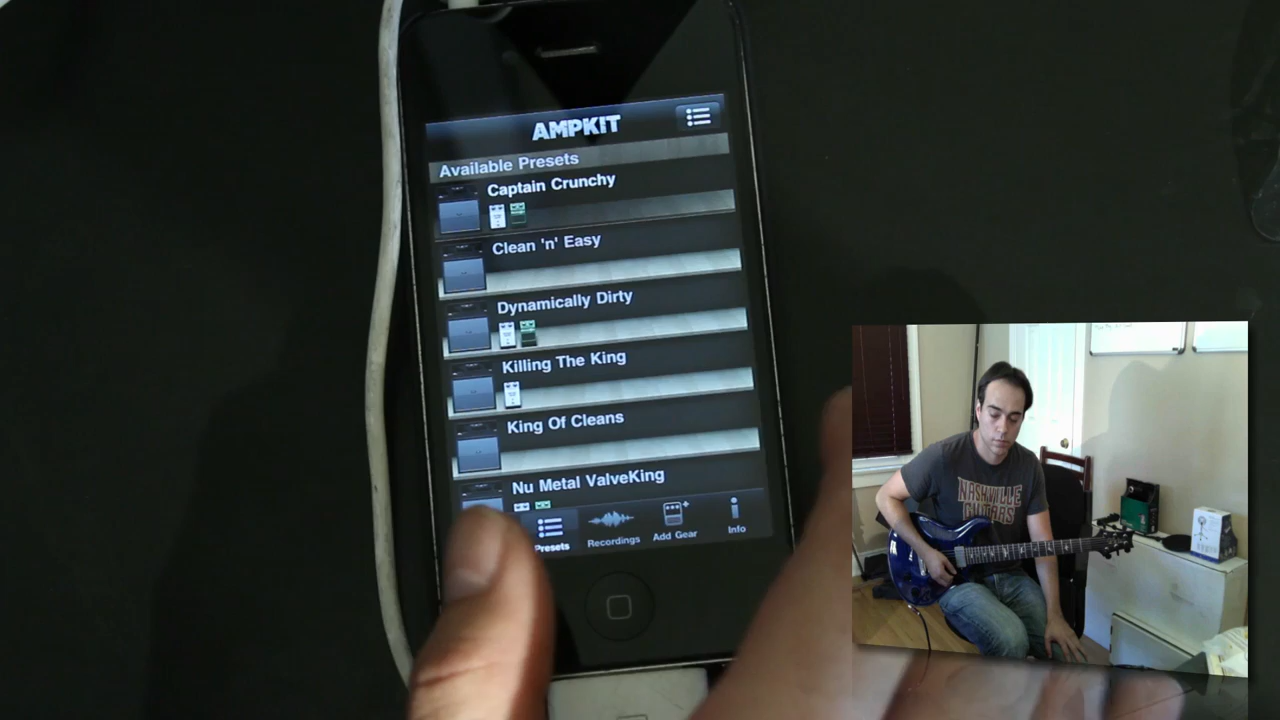 AMPKIT
Available Presets
Captain Crunchy
Clean 'n' Easy
Dynamically Dirty
Killing The King
King Of Cleans
Nu Metal ValveKing
Presets
Recordings
Add Gear
Info
NASHVILLE
GUITARS